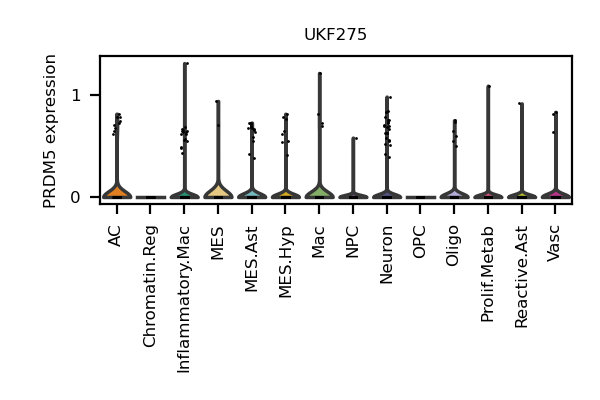 UKF275
PRDM5 expression
1
0
AC
Chromatin.Reg
Inflammatory.Mac
MES
MES.Ast
MES.Hyp
Mac
NPC
Neuron
OPC
Oligo
Prolif.Metab
Reactive.Ast
Vasc